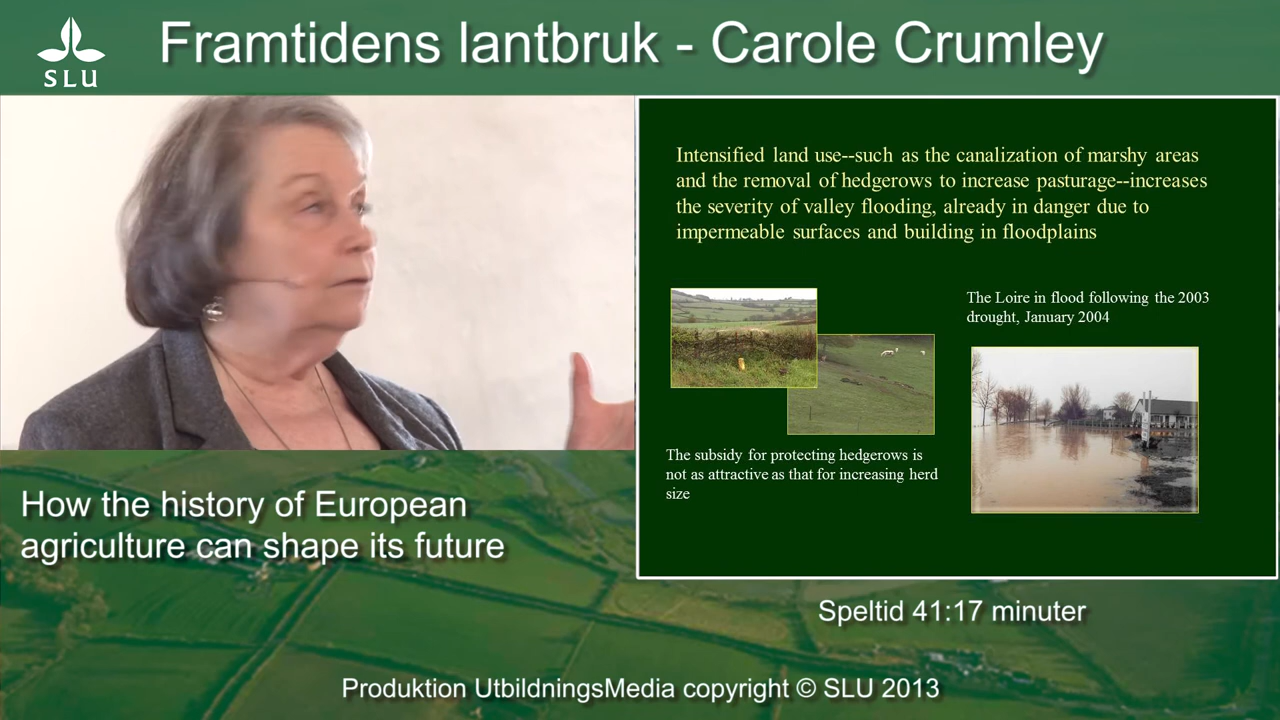 SLU
Framtidens lantbruk - Carole Crumley
Intensified land use--such as the canalization of marshy areas
and the removal of hedgerows to increase pasturage--increases
the severity of valley flooding, already in danger due to
impermeable surfaces and building in floodplains
The Loire in flood following the 2003
drought, January 2004
The subsidy for protecting hedgerows is
not as attractive as that for increasing herd
size
How the history of European
agriculture can shape its future
Speltid 41:17 minuter
Produktion UtbildningsMedia copyright © SLU 2013